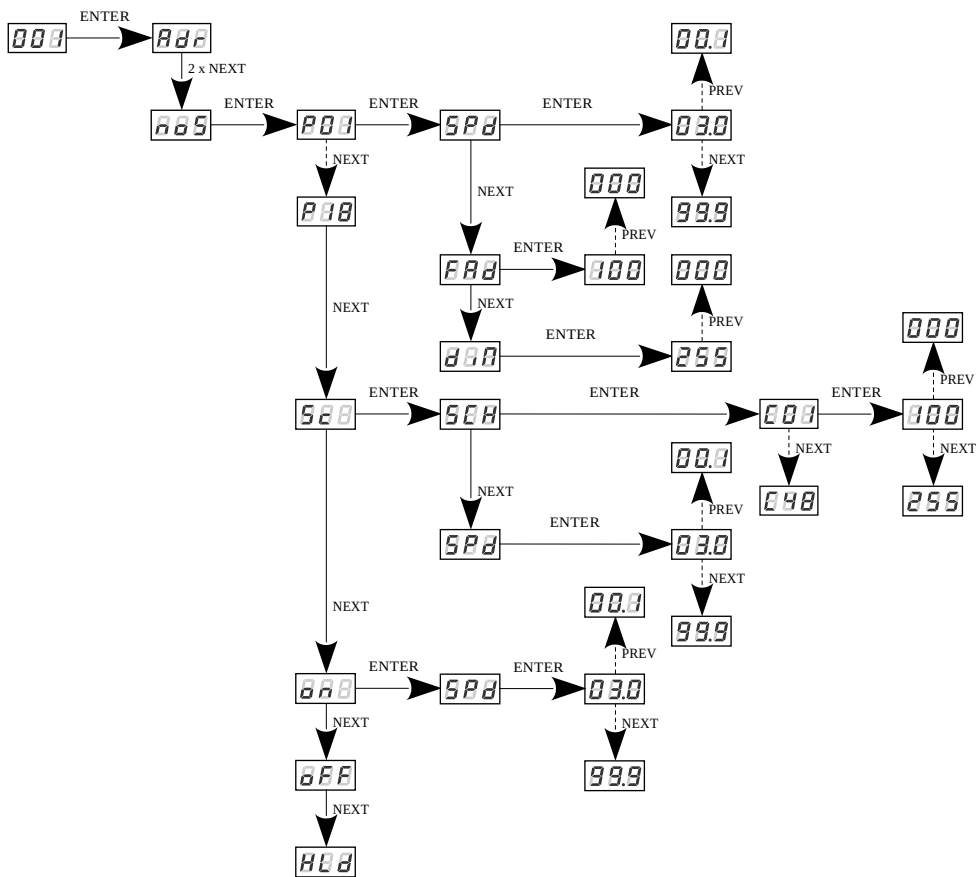 ENTER
001 Adr
2 x NEXT
00.1
PREV
ENTER ENTER ENTER
noS P01 SPd 03.0
NEXT NEXT
000
NEXT
P18 99.9
PREV
ENTER
FAd 100 000
NEXT
PREV
NEXT
ENTER
din 255
000
PREV
ENTER ENTER ENTER
Sc SCH C01 100
00.1
NEXT NEXT
PREV
NEXT
C48 255
ENTER
SPd 03.0
NEXT
00.1
NEXT
99.9
PREV
ENTER ENTER
on SPd 03.0
NEXT NEXT
oFF 99.9
NEXT
HLd